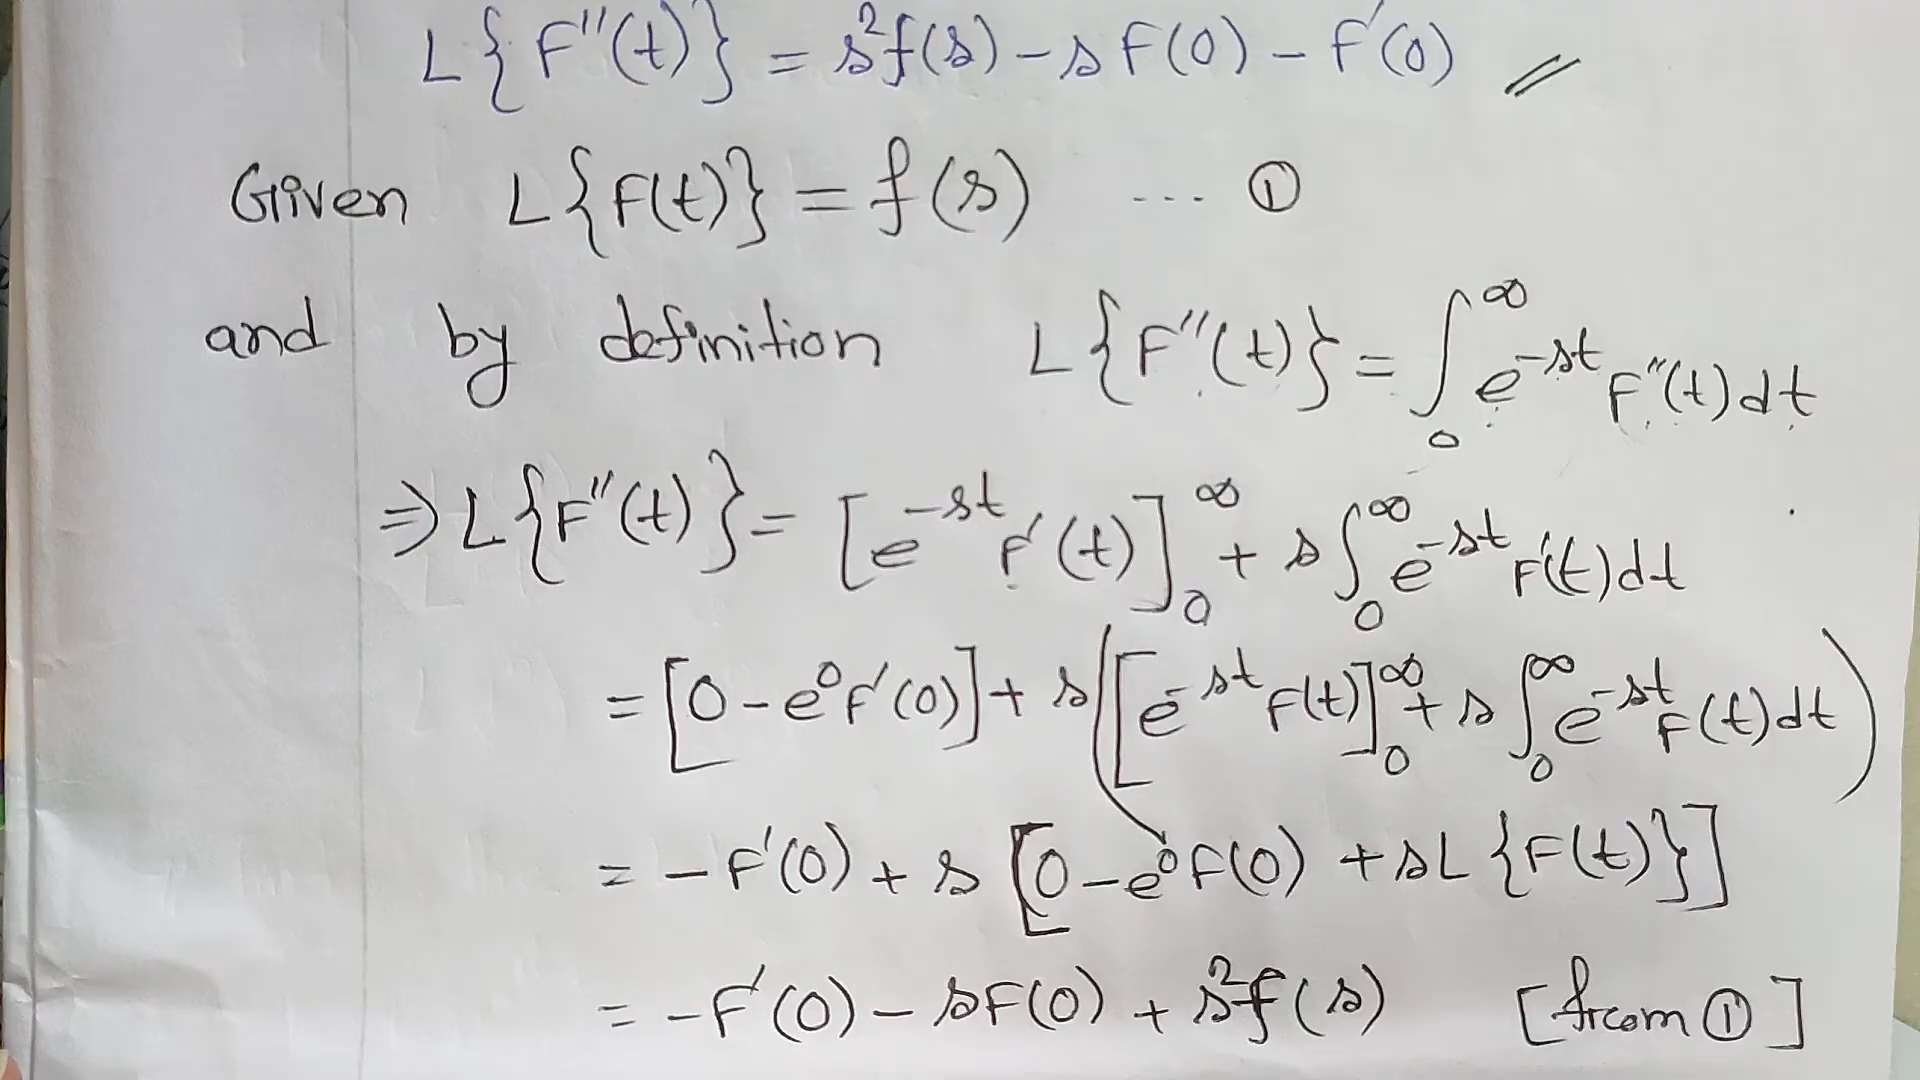 L{F''(t)} = s²f(s) - sF(0) - F'(0) //
Given L{F(t)} = f(s) ... ①
and by definition L{F''(t)} = ∫₀^∞ e^{-st} F''(t)dt
⇒ L{F''(t)} = [e^{-st} F'(t)]₀^∞ + s∫₀^∞ e^{-st} F'(t)dt
= [0 - e⁰F'(0)] + s([e^{-st} F(t)]₀^∞ + s∫₀^∞ e^{-st} F(t)dt)
= -F'(0) + s[0 - e⁰F(0) + sL{F(t)}]
= -F'(0) - sF(0) + s²f(s) [from ①]